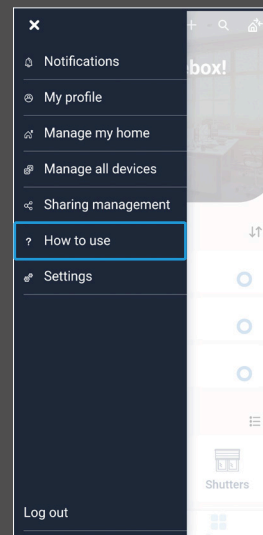 box!
Notifications
My profile
Manage my home
Manage all devices
Sharing management
? How to use
Settings
Shutters
Log out